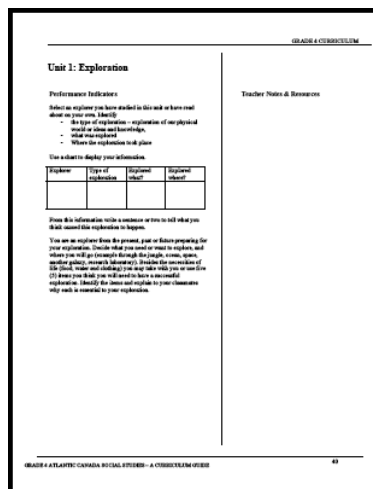 GRADE 4 CURRICULUM
Unit 1: Exploration
Performance Indicators
Select an explorer you have studied in this unit or have read
about on your own. Identify
• the type of exploration – exploration of our physical
world or ideas and knowledge,
• what was explored
• Where the exploration took place
Use a chart to display your information.
Explorer Type of exploration Explored what? Explored where?
From this information write a sentence or two to tell what you
think caused this exploration to happen.
You are an explorer from the present, past or future preparing for
your exploration. Decide what you need or want to explore, and
where you will go (example through the jungle, ocean, space,
another galaxy, research laboratory). Besides the necessities of
life (food, water and clothing) you may take with you or use five
(5) items you think you will need to have a successful
exploration. Identify the items and explain to your classmates
why each is essential to your exploration.
Teacher Notes & Resources
GRADE 4 ATLANTIC CANADA SOCIAL STUDIES – A CURRICULUM GUIDE